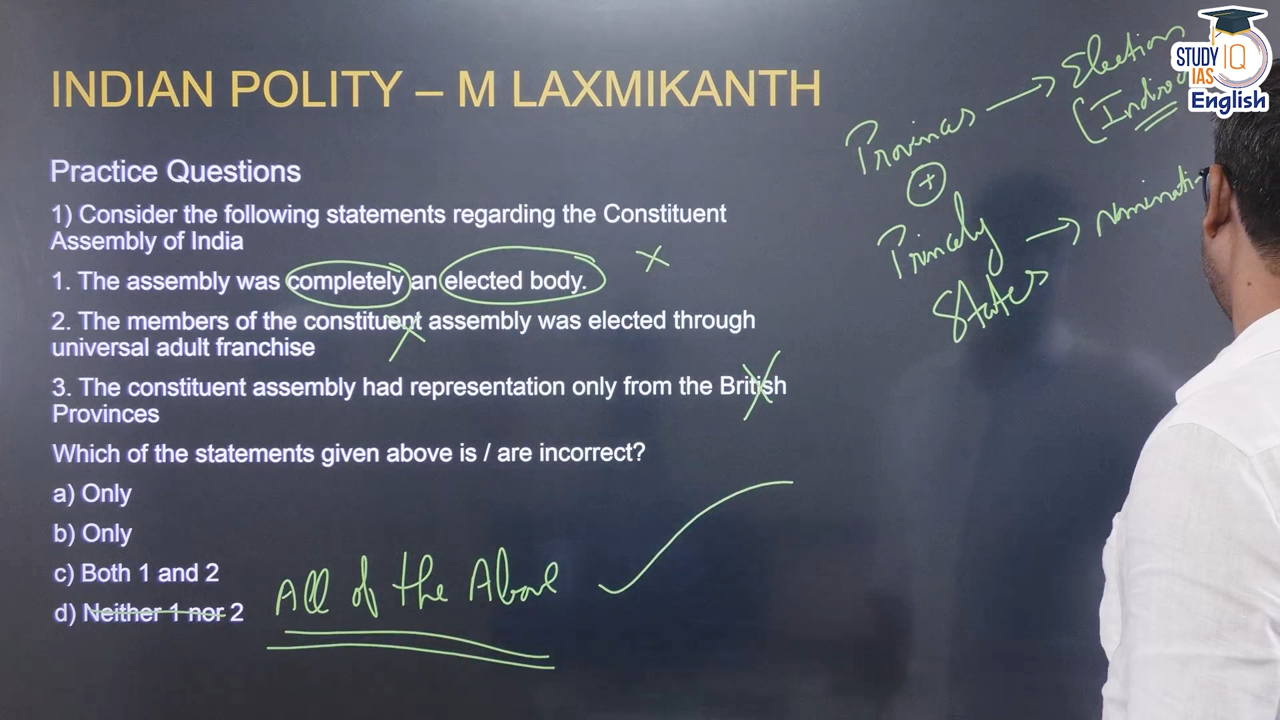 INDIAN POLITY – M LAXMIKANTH
Practice Questions
1) Consider the following statements regarding the Constituent
Assembly of India
1. The assembly was completely an elected body.
2. The members of the constituent assembly was elected through
universal adult franchise
3. The constituent assembly had representation only from the British
Provinces
Which of the statements given above is / are incorrect?
a) Only
b) Only
c) Both 1 and 2
d) Neither 1 nor 2
All of the Above
Provinces → Election
(Indire
+
Princely → Nominati
States
STUDY IQ
IAS
English